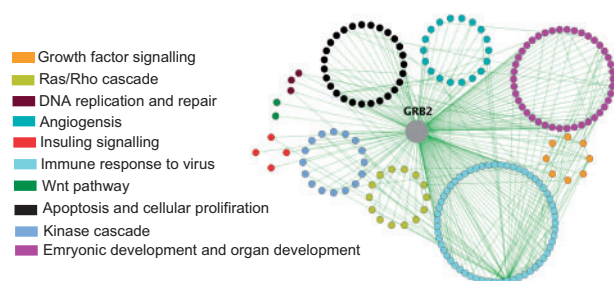 GRB2
Growth factor signalling
Ras/Rho cascade
DNA replication and repair
Angiogensis
Insuling signalling
Immune response to virus
Wnt pathway
Apoptosis and cellular prolifiration
Kinase cascade
Emryonic development and organ development